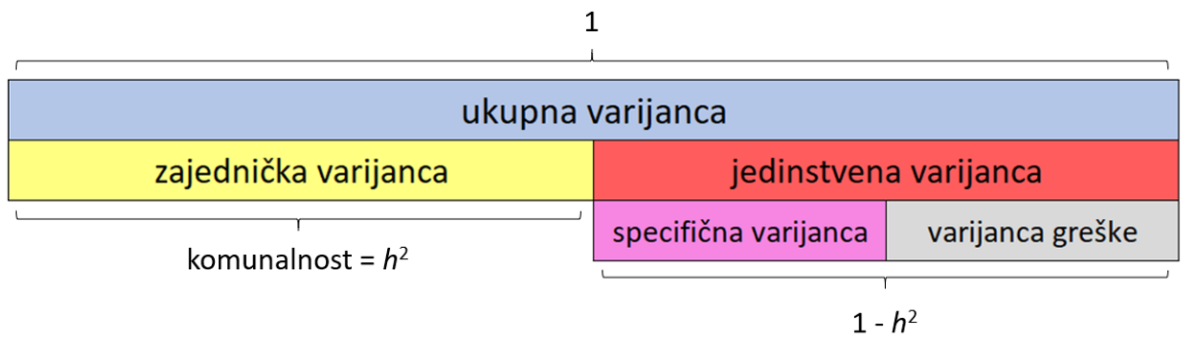 1
ukupna varijanca
zajednička varijanca
jedinstvena varijanca
specifična varijanca
varijanca greške
komunalnost = h²
1 - h²